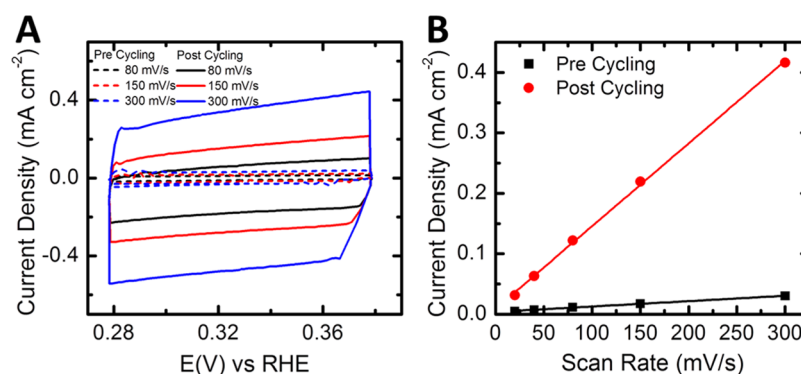 A
Pre Cycling Post Cycling
80 mV/s 80 mV/s
150 mV/s 150 mV/s
300 mV/s 300 mV/s
0.4
0.0
-0.4
Current Density (mA cm⁻²)
0.28 0.32 0.36
E(V) vs RHE
B
Pre Cycling
Post Cycling
0.4
0.3
0.2
0.1
0.0
Current Density (mA cm⁻²)
0 50 100 150 200 250 300
Scan Rate (mV/s)